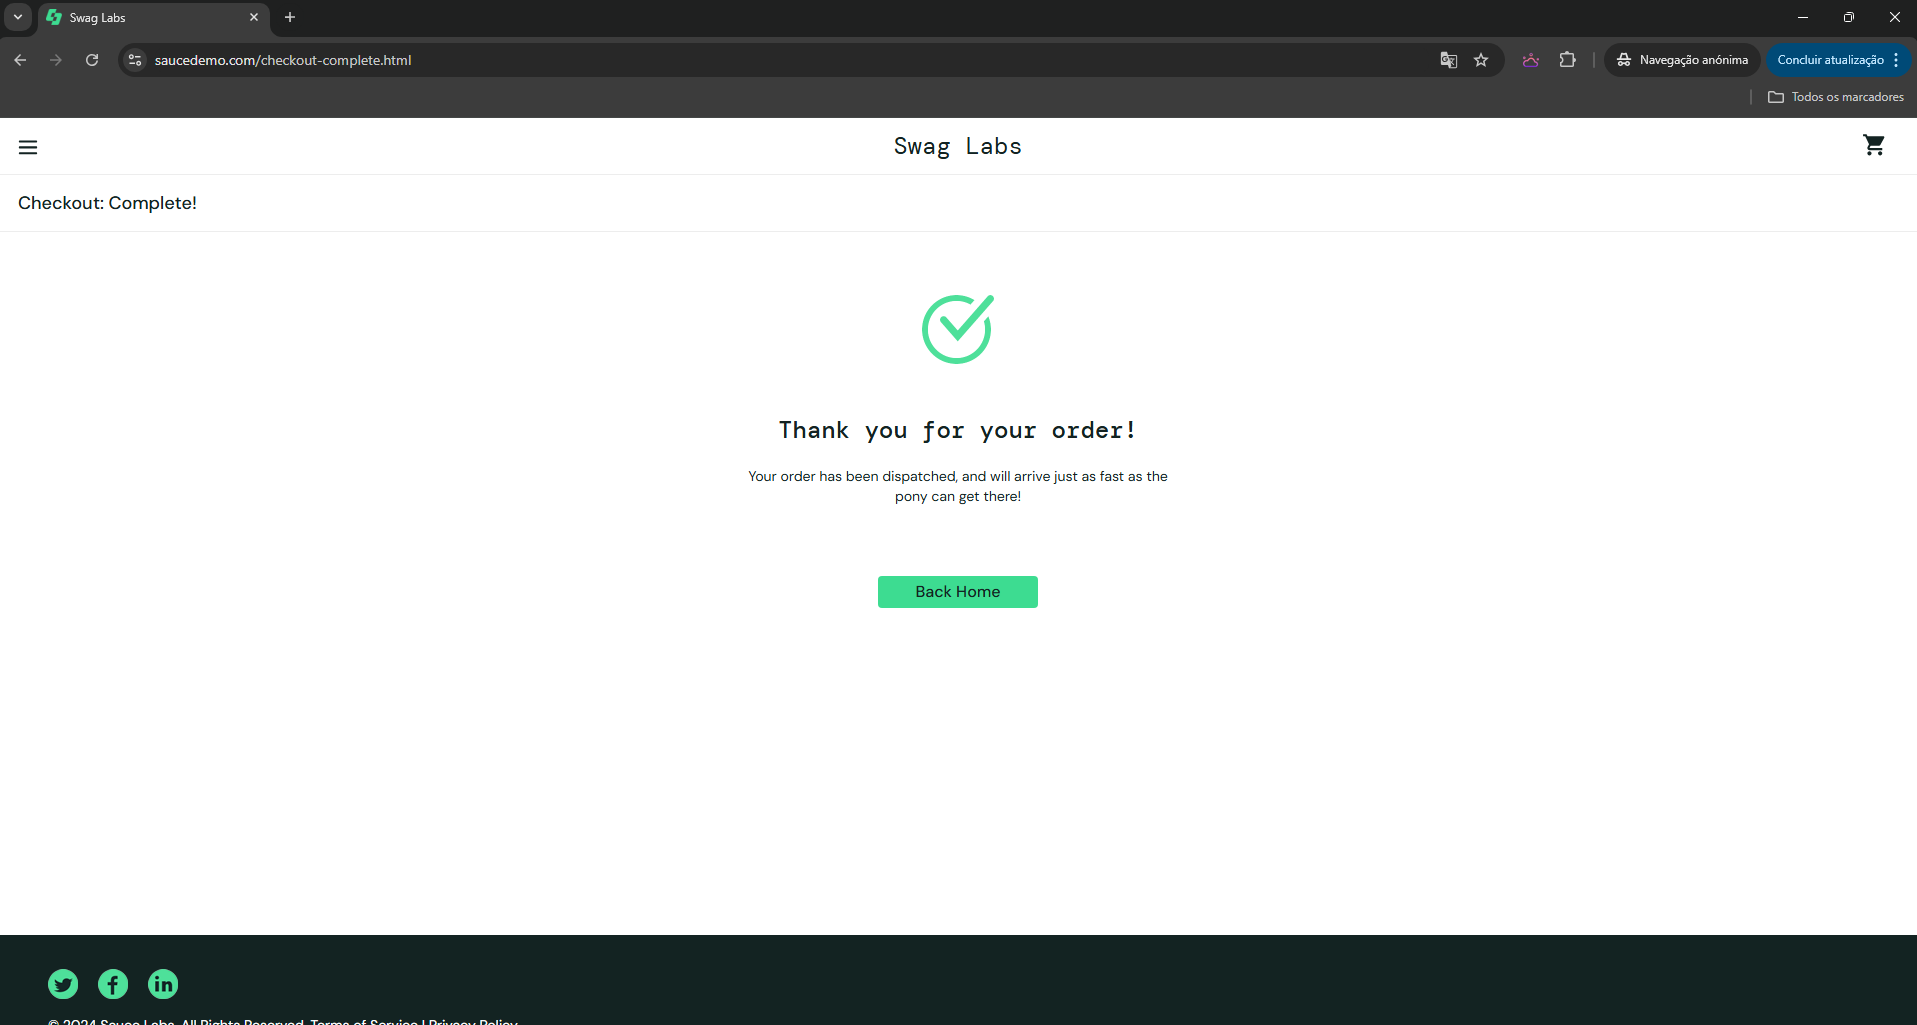 Swag Labs
saucedemo.com/checkout-complete.html
Navegação anónima
Concluir atualização
Todos os marcadores
Swag Labs
Checkout: Complete!
Thank you for your order!
Your order has been dispatched, and will arrive just as fast as the
pony can get there!
Back Home
© 2024 Sauce Labs. All Rights Reserved. Terms of Service | Privacy Policy